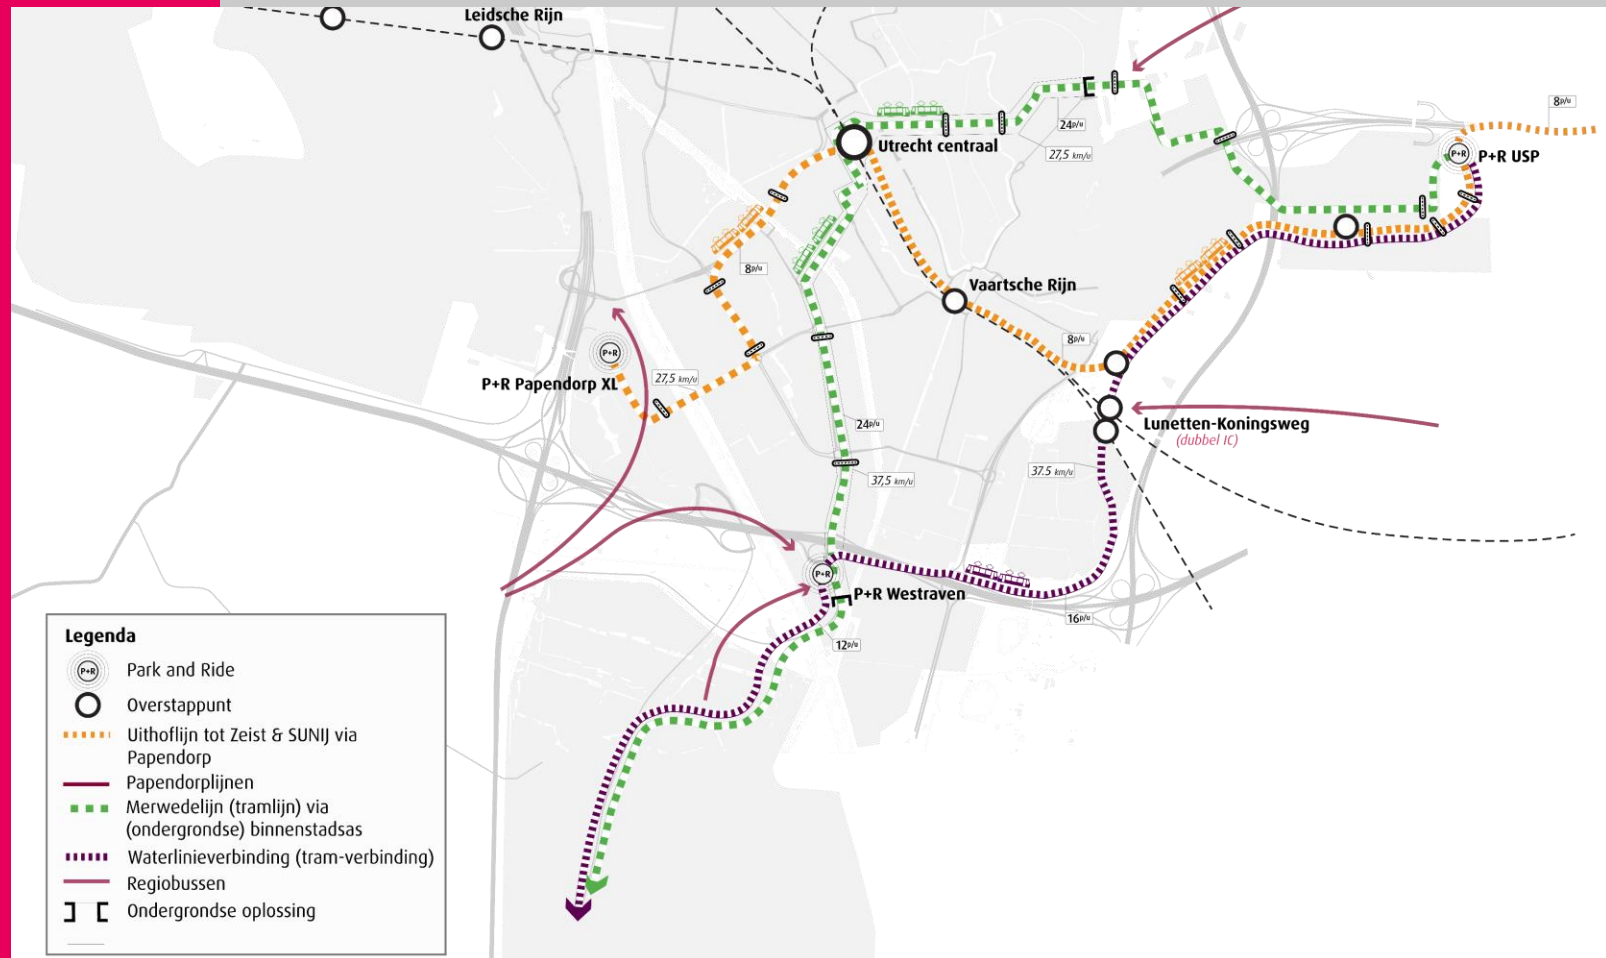 Leidsche Rijn
8p/u
24p/u
Utrecht centraal
27,5 km/u
P+R
P+R USP
8p/u
Vaartsche Rijn
8p/u
P+R
27,5 km/u
P+R Papendorp XL
24p/u
Lunetten-Koningsweg
(dubbel IC)
37.5 km/u
37,5 km/u
P+R
P+R Westraven
16p/u
12p/u
Legenda
P+R
Park and Ride
Overstappunt
Uithoflijn tot Zeist & SUNIJ via
Papendorp
Papendorplijnen
Merwedelijn (tramlijn) via
(ondergrondse) binnenstadsas
Waterlinieverbinding (tram-verbinding)
Regiobussen
Ondergrondse oplossing